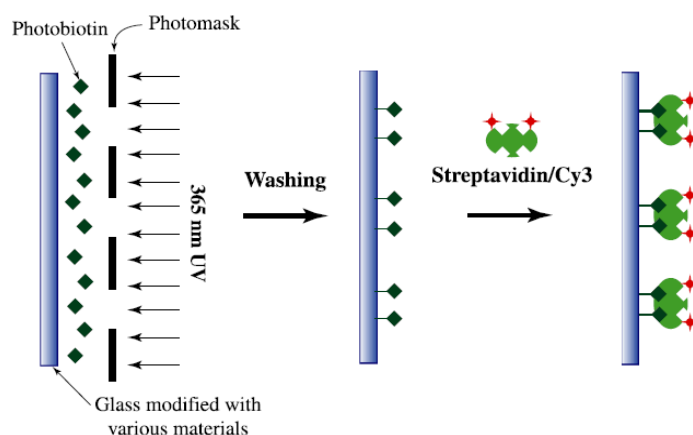 Photobiotin
Photomask
365 nm UV
Washing
Streptavidin/Cy3
Glass modified with
various materials